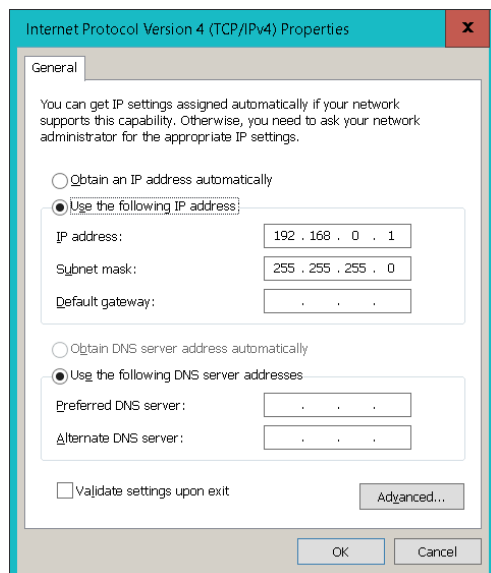 Internet Protocol Version 4 (TCP/IPv4) Properties
x
General
You can get IP settings assigned automatically if your network
supports this capability. Otherwise, you need to ask your network
administrator for the appropriate IP settings.
Obtain an IP address automatically
Use the following IP address
IP address: 192 . 168 . 0 . 1
Subnet mask: 255 . 255 . 255 . 0
Default gateway: . . .
Obtain DNS server address automatically
Use the following DNS server addresses
Preferred DNS server: . . .
Alternate DNS server: . . .
Validate settings upon exit
Advanced...
OK Cancel